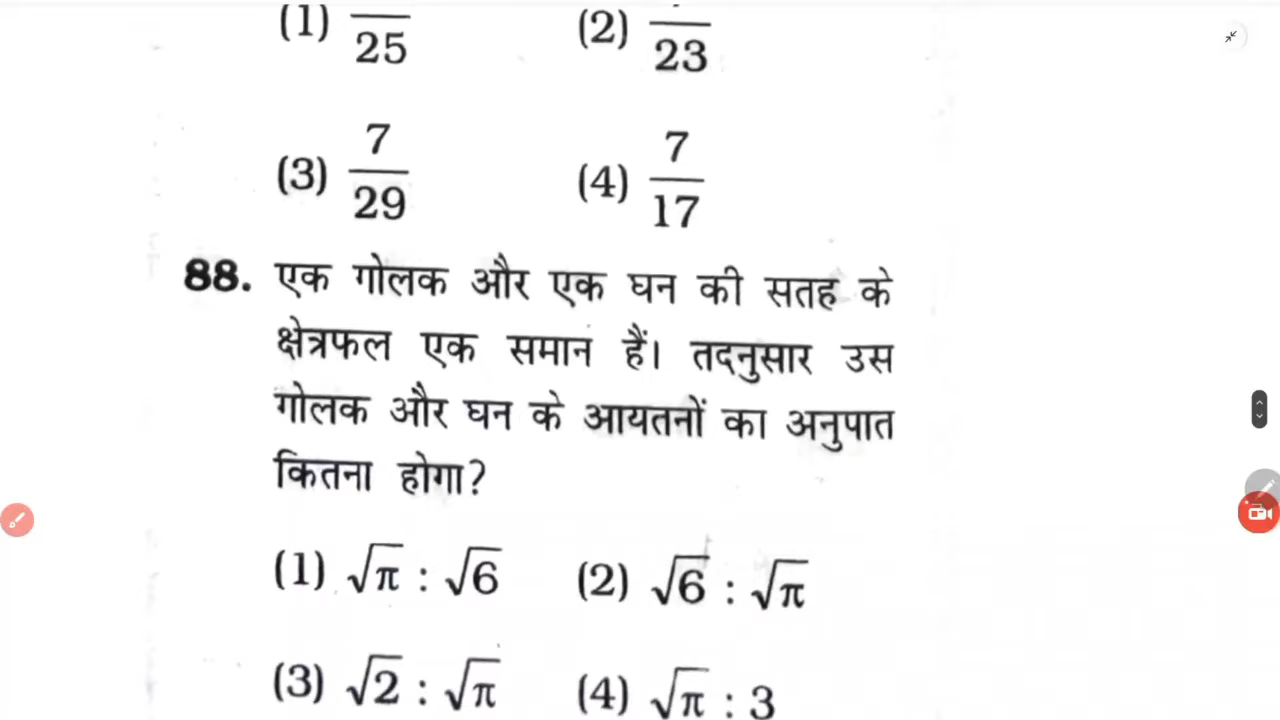 (1) —/25 (2) —/23
(3) 7/29 (4) 7/17
88. एक गोलक और एक घन की सतह के
क्षेत्रफल एक समान हैं। तदनुसार उस
गोलक और घन के आयतनों का अनुपात
कितना होगा?
(1) √π : √6 (2) √6 : √π
(3) √2 : √π (4) √π : 3